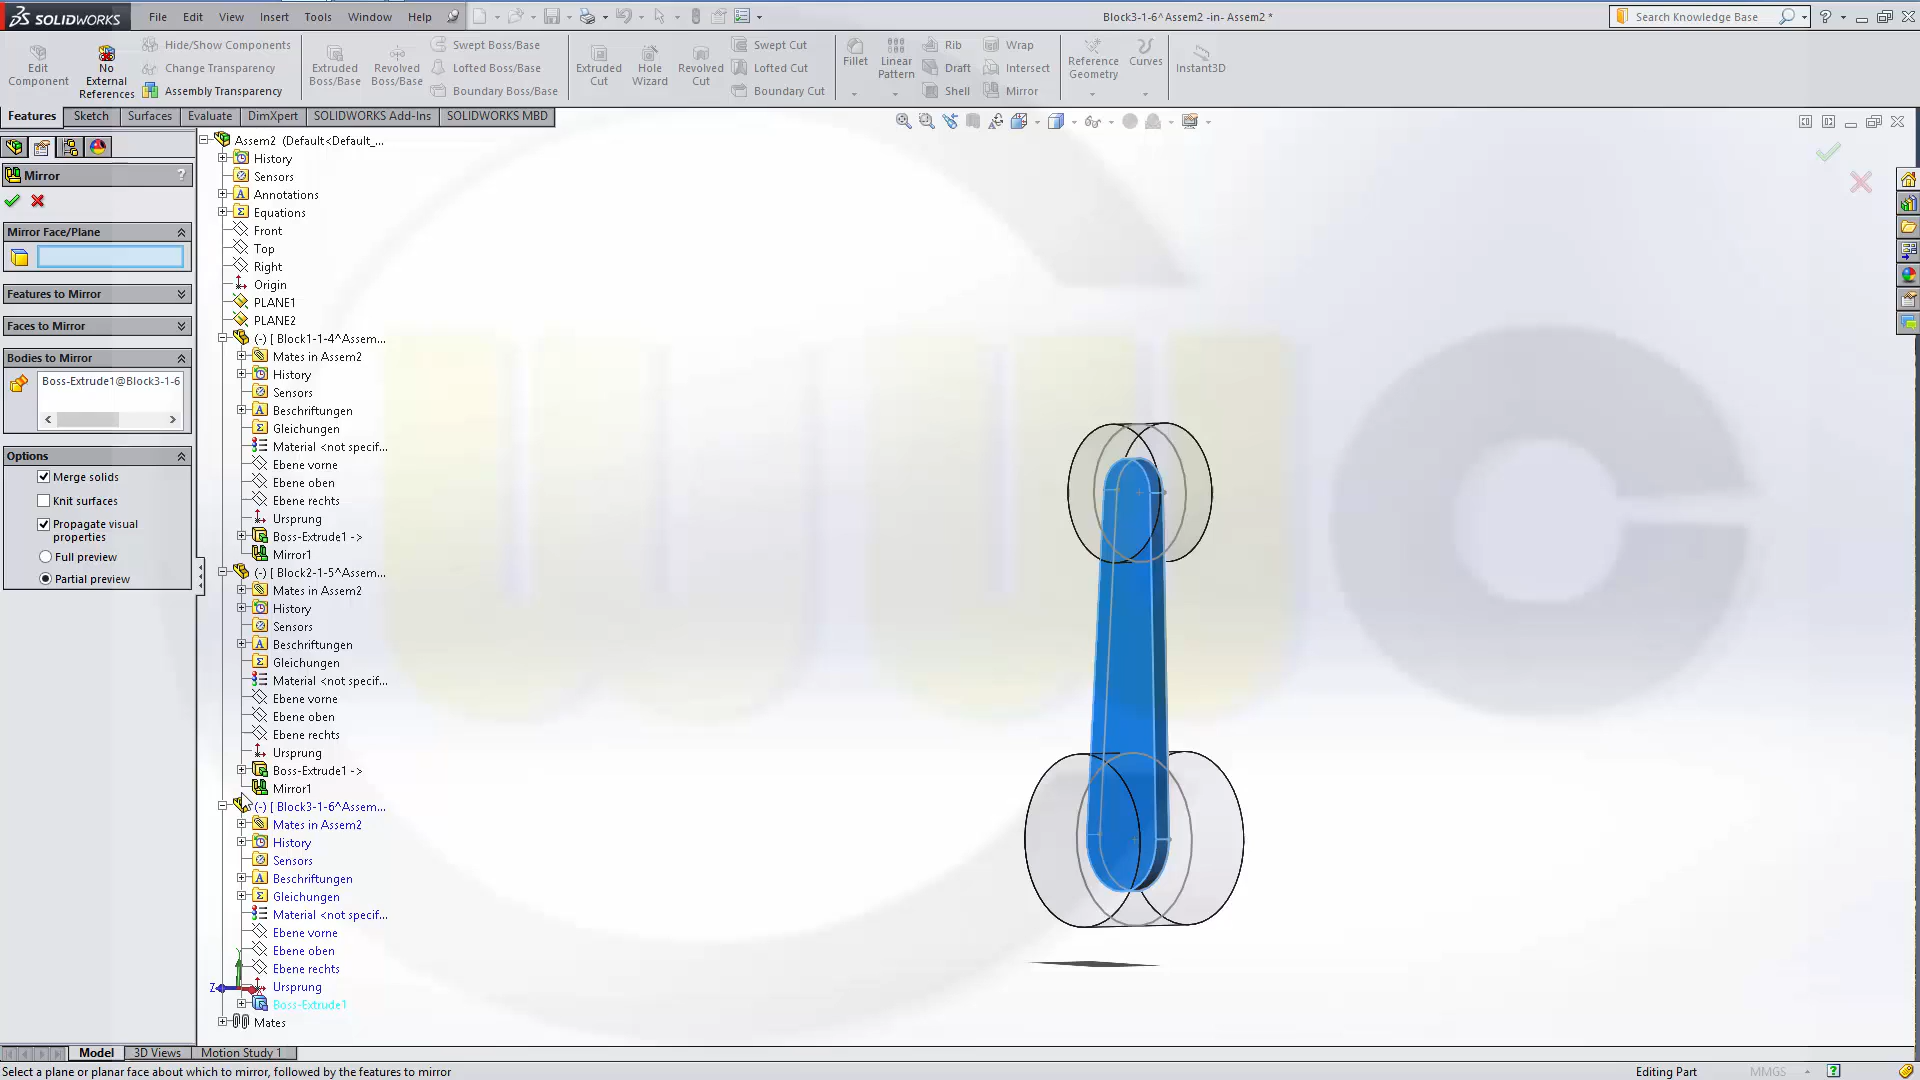 SOLIDWORKS
File Edit View Insert Tools Window Help
Block3-1-6^Assem2 -in- Assem2 *
Search Knowledge Base
Edit Component
No External References
Hide/Show Components
Change Transparency
Assembly Transparency
Extruded Boss/Base
Revolved Boss/Base
Swept Boss/Base
Lofted Boss/Base
Boundary Boss/Base
Extruded Cut
Hole Wizard
Revolved Cut
Swept Cut
Lofted Cut
Boundary Cut
Fillet
Linear Pattern
Rib
Draft
Shell
Wrap
Intersect
Mirror
Reference Geometry
Curves
Instant3D
Features Sketch Surfaces Evaluate DimXpert SOLIDWORKS Add-Ins SOLIDWORKS MBD
Mirror
?
Mirror Face/Plane
Features to Mirror
Faces to Mirror
Bodies to Mirror
Boss-Extrude1@Block3-1-6
Options
Merge solids
Knit surfaces
Propagate visual
properties
Full preview
Partial preview
Assem2 (Default<Default_...
History
Sensors
Annotations
Equations
Front
Top
Right
Origin
PLANE1
PLANE2
(-) [ Block1-1-4^Assem...
Mates in Assem2
History
Sensors
Beschriftungen
Gleichungen
Material <not specif...
Ebene vorne
Ebene oben
Ebene rechts
Ursprung
Boss-Extrude1 ->
Mirror1
(-) [ Block2-1-5^Assem...
Mates in Assem2
History
Sensors
Beschriftungen
Gleichungen
Material <not specif...
Ebene vorne
Ebene oben
Ebene rechts
Ursprung
Boss-Extrude1 ->
Mirror1
(-) [ Block3-1-6^Assem...
Mates in Assem2
History
Sensors
Beschriftungen
Gleichungen
Material <not specif...
Ebene vorne
Ebene oben
Ebene rechts
Z
Ursprung
Boss-Extrude1
Mates
Model 3D Views Motion Study 1
Select a plane or planar face about which to mirror, followed by the features to mirror
Editing Part
MMGS